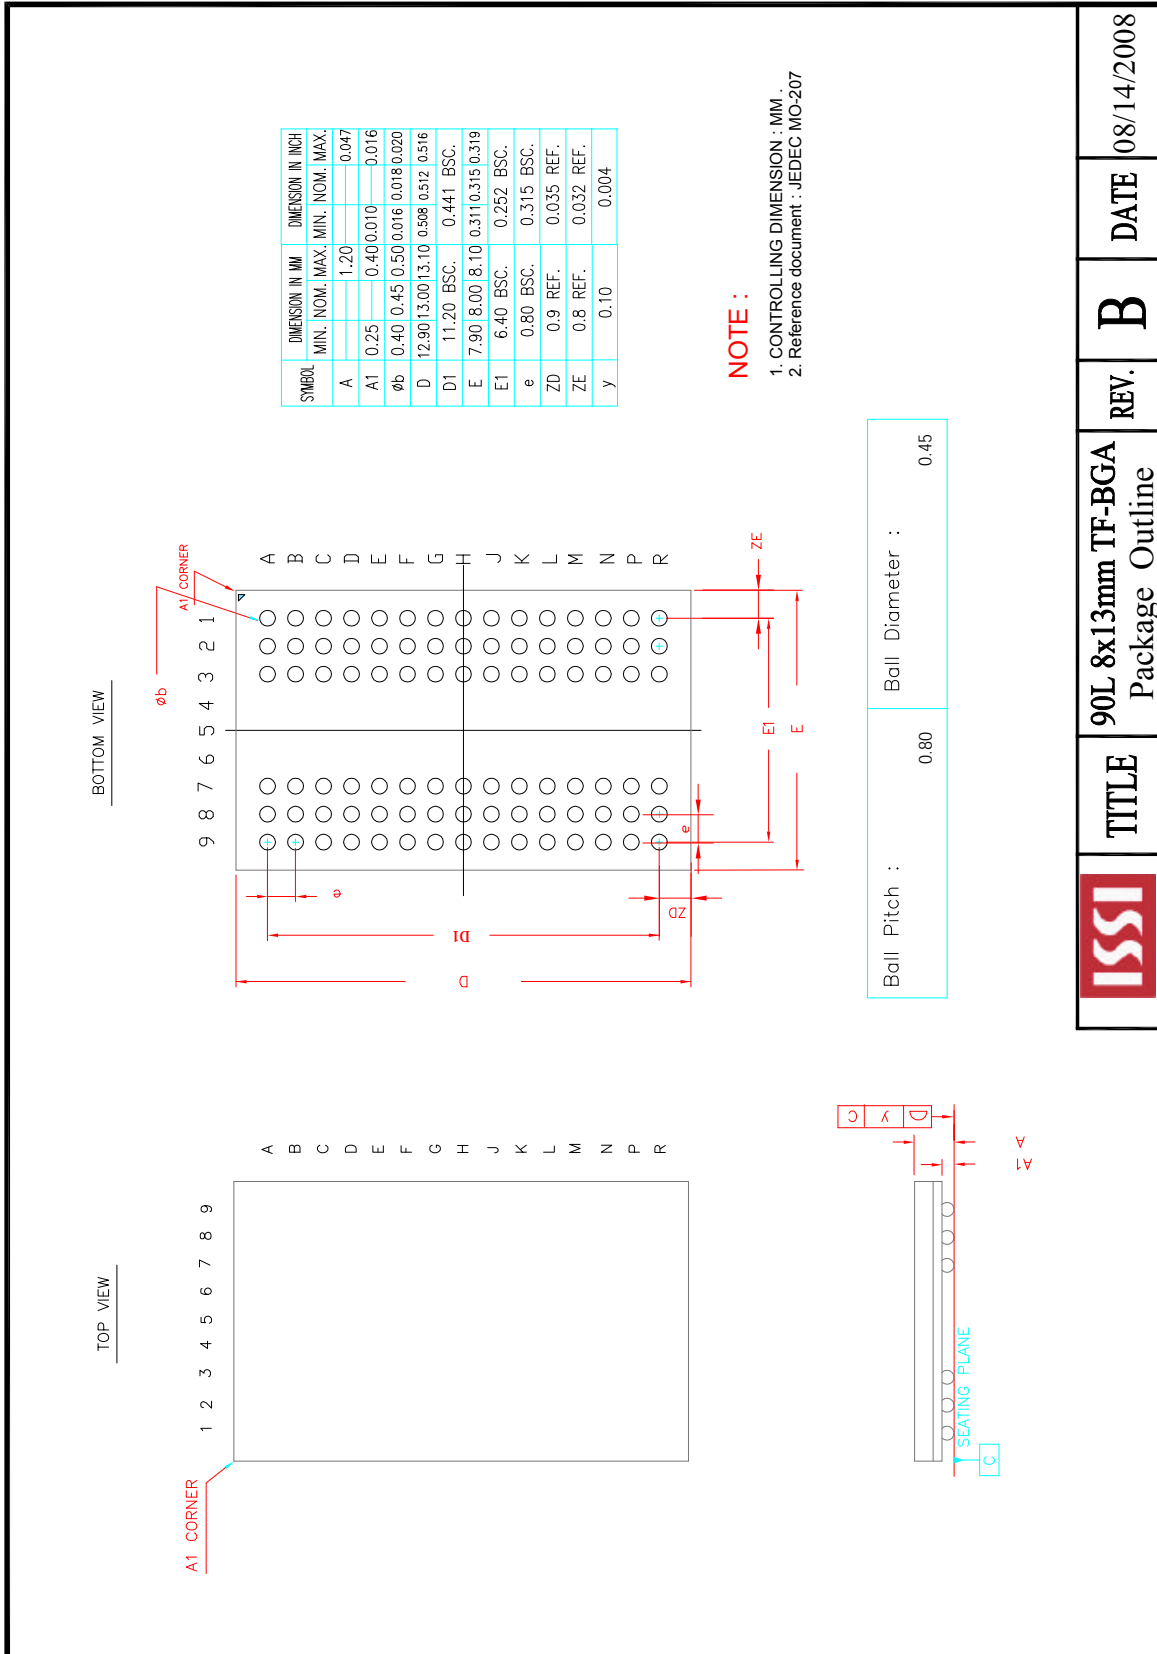 TOP VIEW
A1 CORNER
1 2 3 4 5 6 7 8 9
A
B
C
D
E
F
G
H
J
K
L
M
N
P
R
BOTTOM VIEW
øb
A1 CORNER
9 8 7 6 5 4 3 2 1
A
B
C
D
E
F
G
H
J
K
L
M
N
P
R
e
D1
D
ZD
e
E1
E
ZE
SYMBOL DIMENSION IN MM DIMENSION IN INCH
MIN. NOM. MAX. MIN. NOM. MAX.
A 1.20 0.047
A1 0.25 0.40 0.010 0.016
øb 0.40 0.45 0.50 0.016 0.018 0.020
D 12.90 13.00 13.10 0.508 0.512 0.516
D1 11.20 BSC. 0.441 BSC.
E 7.90 8.00 8.10 0.311 0.315 0.319
E1 6.40 BSC. 0.252 BSC.
e 0.80 BSC. 0.315 BSC.
ZD 0.9 REF. 0.035 REF.
ZE 0.8 REF. 0.032 REF.
y 0.10 0.004
NOTE :
1. CONTROLLING DIMENSION : MM .
2. Reference document : JEDEC MO-207
Ball Pitch : 0.80
Ball Diameter : 0.45
y C
A
A1
SEATING PLANE
C
ISSI
TITLE
90L 8x13mm TF-BGA
Package Outline
REV.
B
DATE
08/14/2008